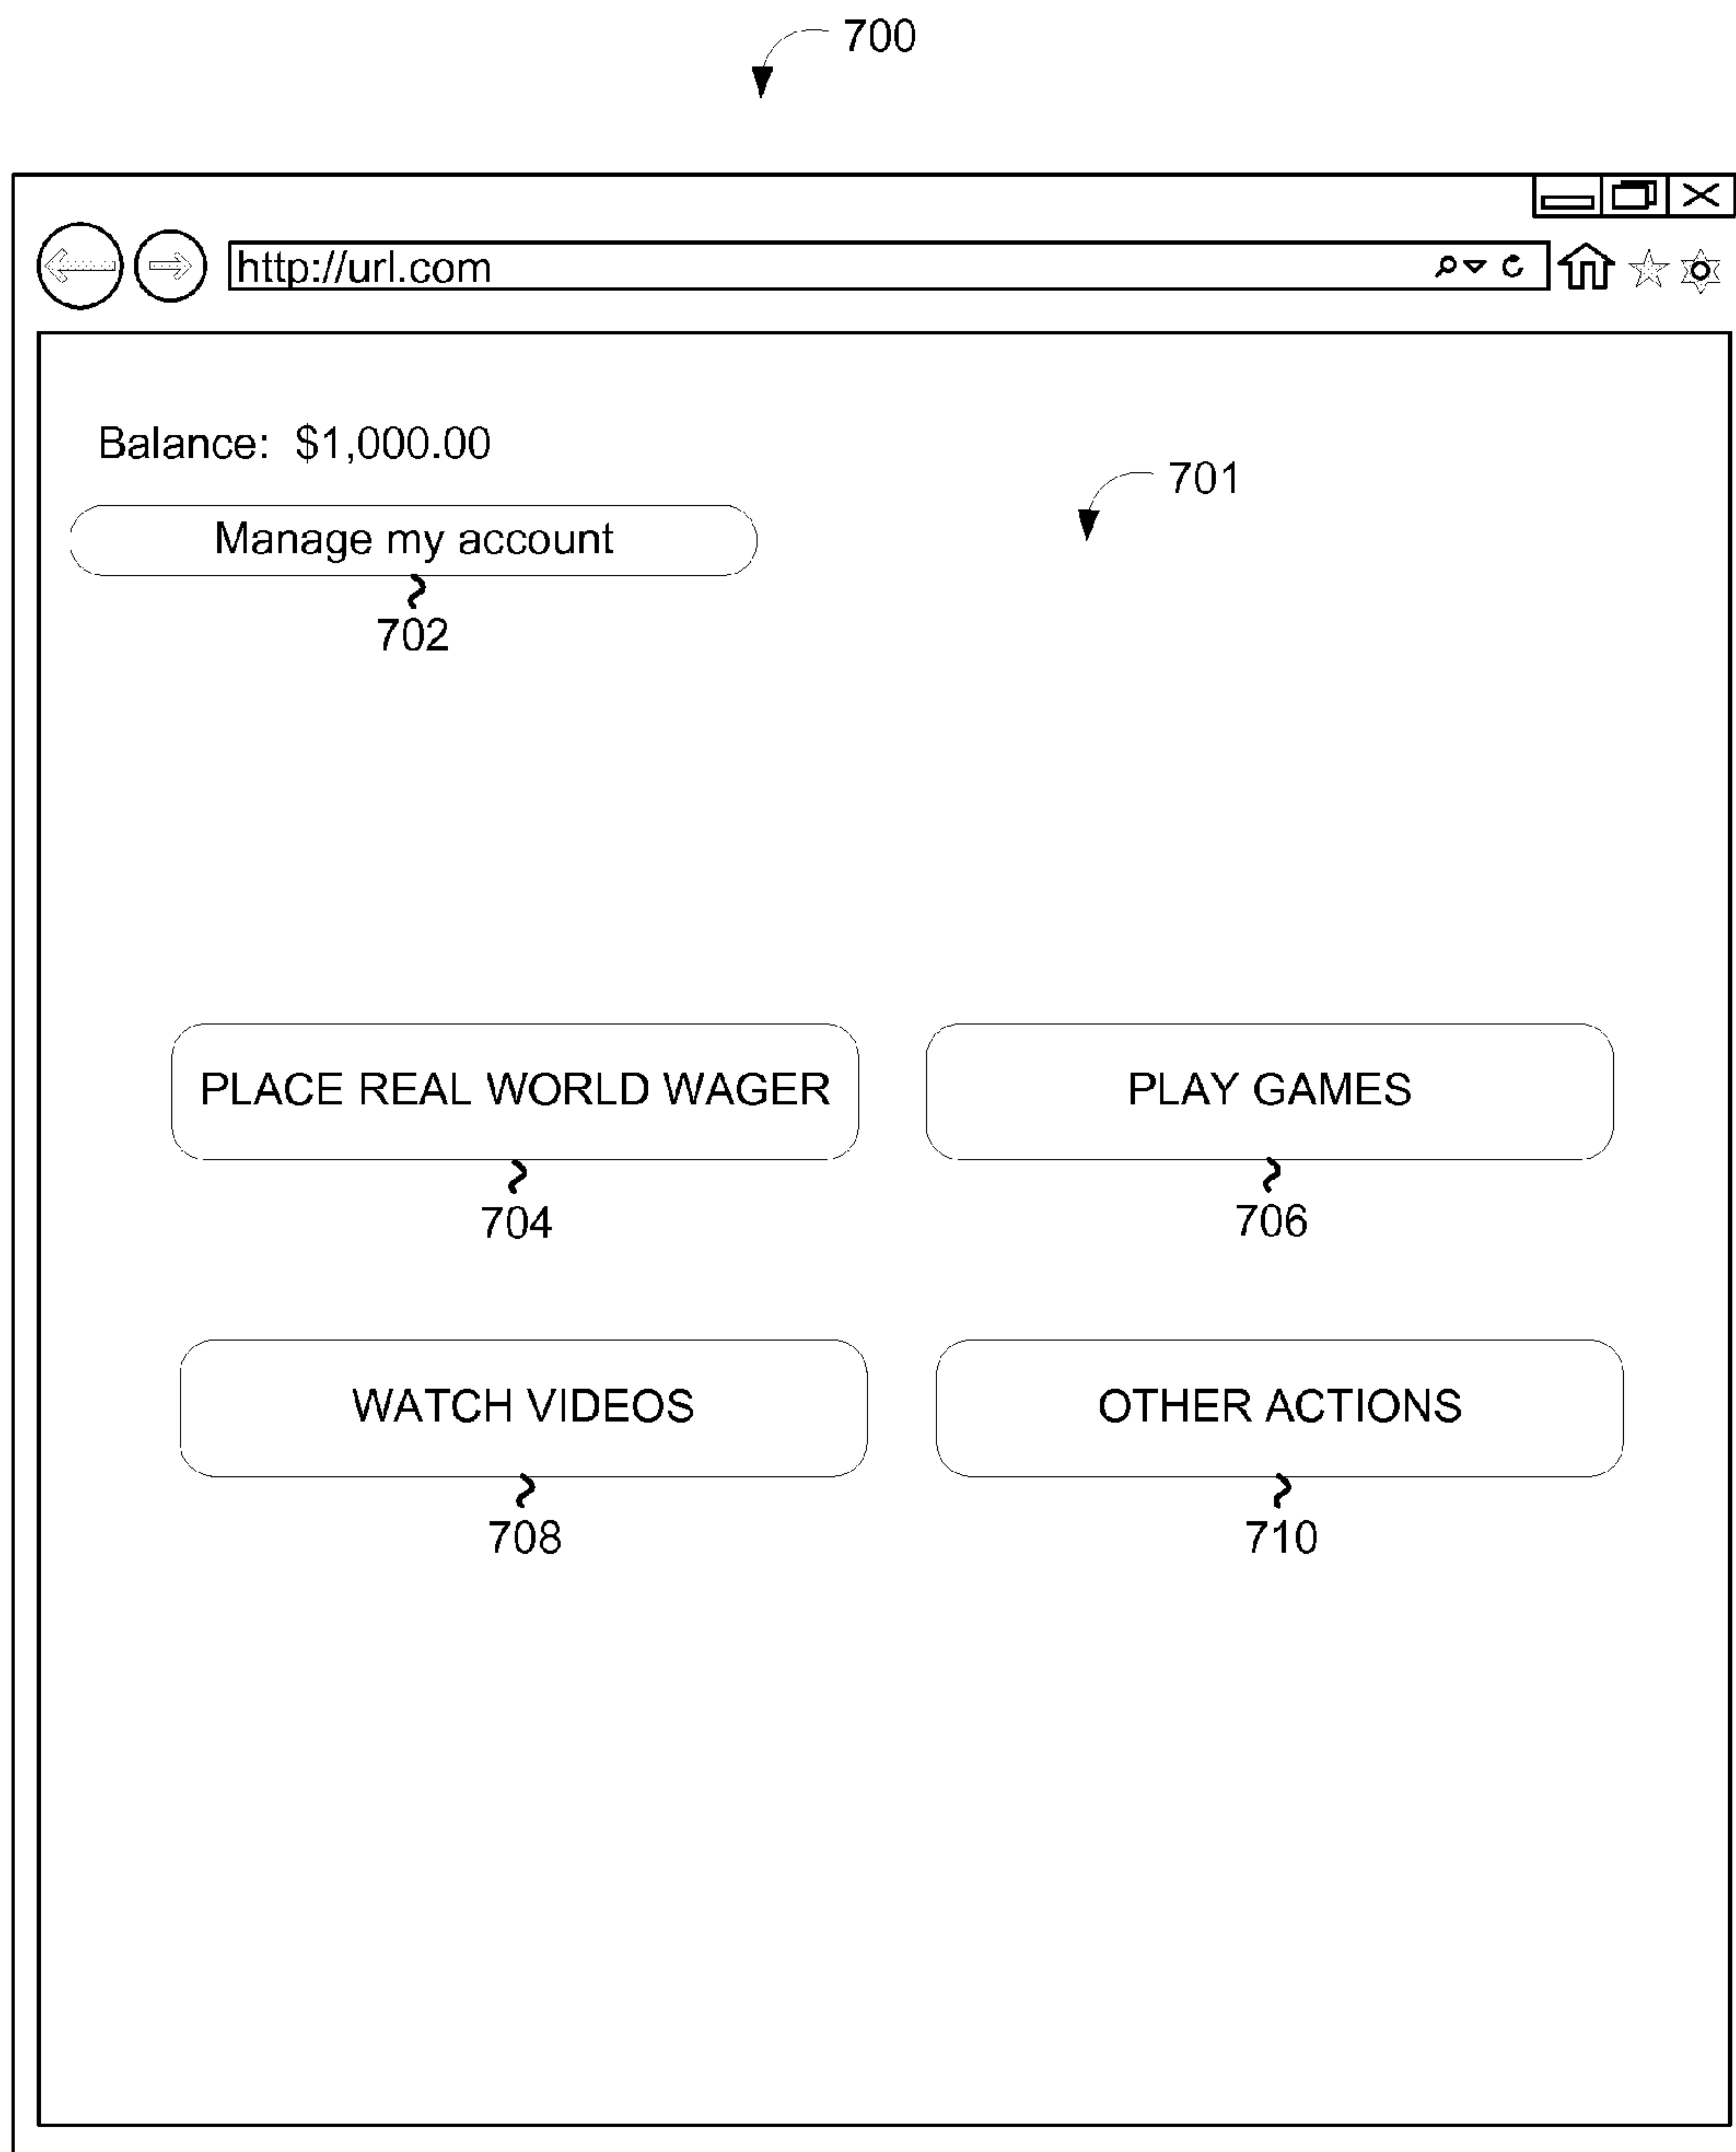 700
http://url.com
Balance: $1,000.00
701
Manage my account
702
PLACE REAL WORLD WAGER
PLAY GAMES
704
706
WATCH VIDEOS
OTHER ACTIONS
708
710